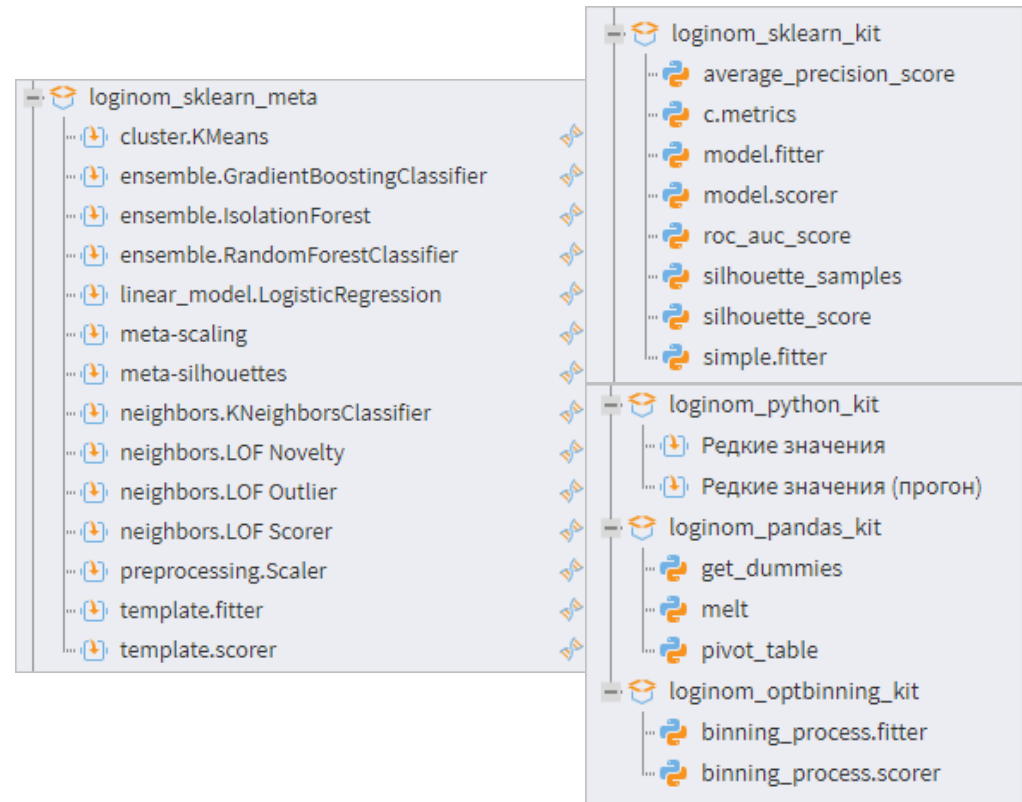 loginom_sklearn_meta
cluster.KMeans
ensemble.GradientBoostingClassifier
ensemble.IsolationForest
ensemble.RandomForestClassifier
linear_model.LogisticRegression
meta-scaling
meta-silhouettes
neighbors.KNeighborsClassifier
neighbors.LOF Novelty
neighbors.LOF Outlier
neighbors.LOF Scorer
preprocessing.Scaler
template.fitter
template.scorer
loginom_sklearn_kit
average_precision_score
c.metrics
model.fitter
model.scorer
roc_auc_score
silhouette_samples
silhouette_score
simple.fitter
loginom_python_kit
Редкие значения
Редкие значения (прогон)
loginom_pandas_kit
get_dummies
melt
pivot_table
loginom_optbinning_kit
binning_process.fitter
binning_process.scorer